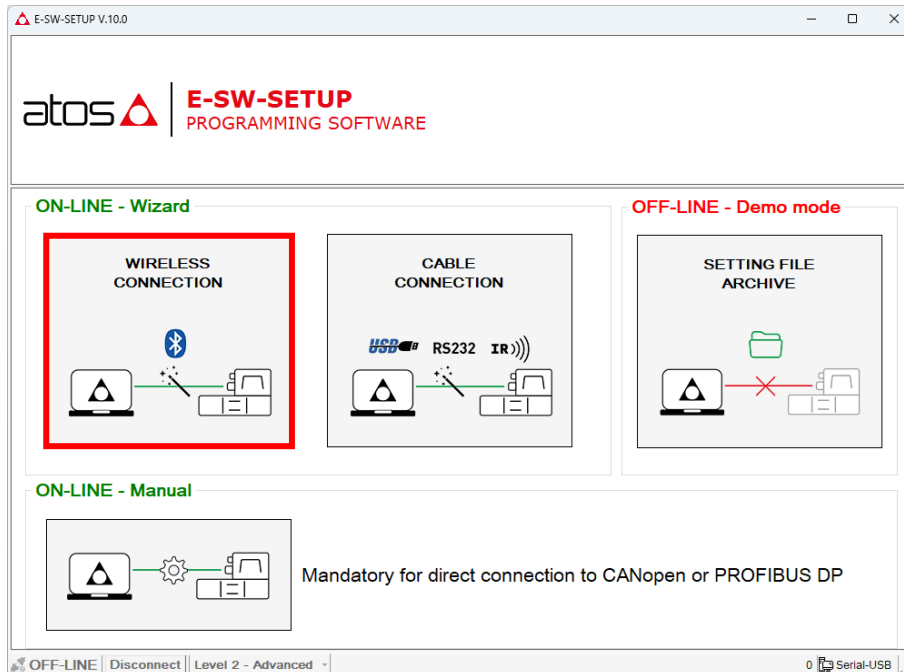 E-SW-SETUP V.10.0
atos
E-SW-SETUP
PROGRAMMING SOFTWARE
ON-LINE - Wizard
OFF-LINE - Demo mode
WIRELESS
CONNECTION
CABLE
CONNECTION
USB RS232 IR
SETTING FILE
ARCHIVE
ON-LINE - Manual
Mandatory for direct connection to CANopen or PROFIBUS DP
OFF-LINE Disconnect Level 2 - Advanced 0 Serial-USB